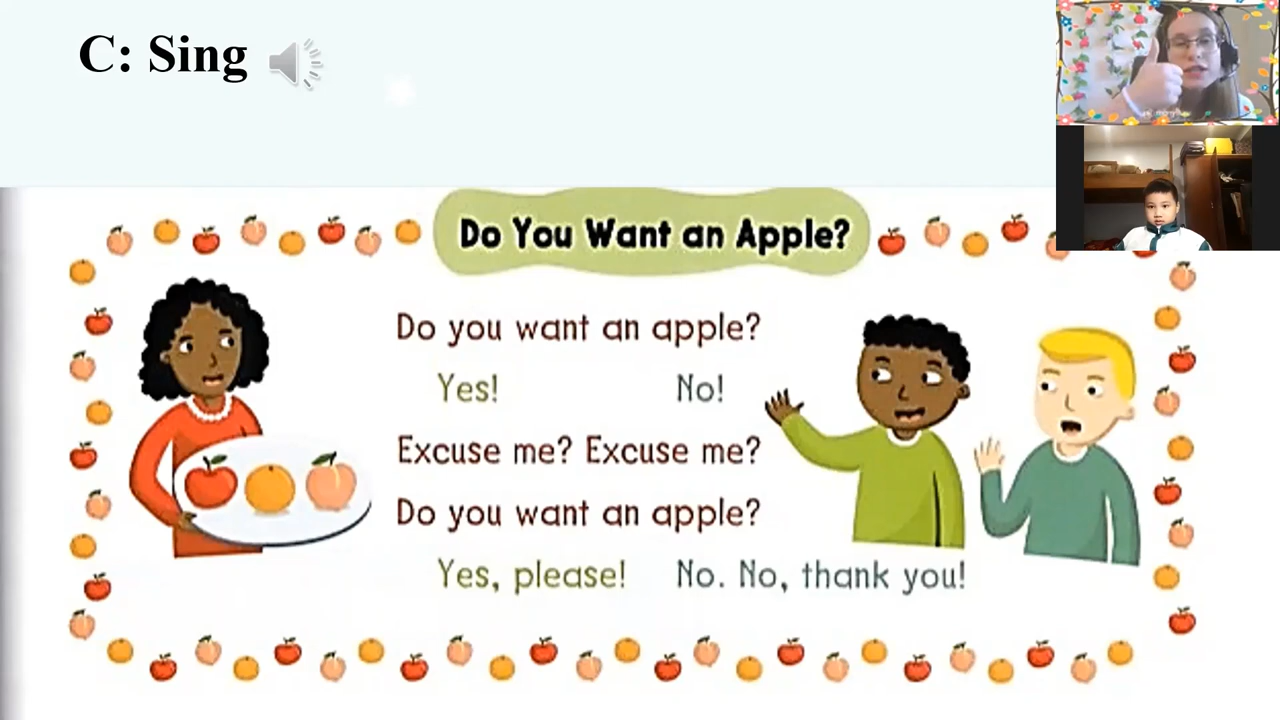 C: Sing
Do You Want an Apple?
Do you want an apple?
Yes! No!
Excuse me? Excuse me?
Do you want an apple?
Yes, please! No. No, thank you!